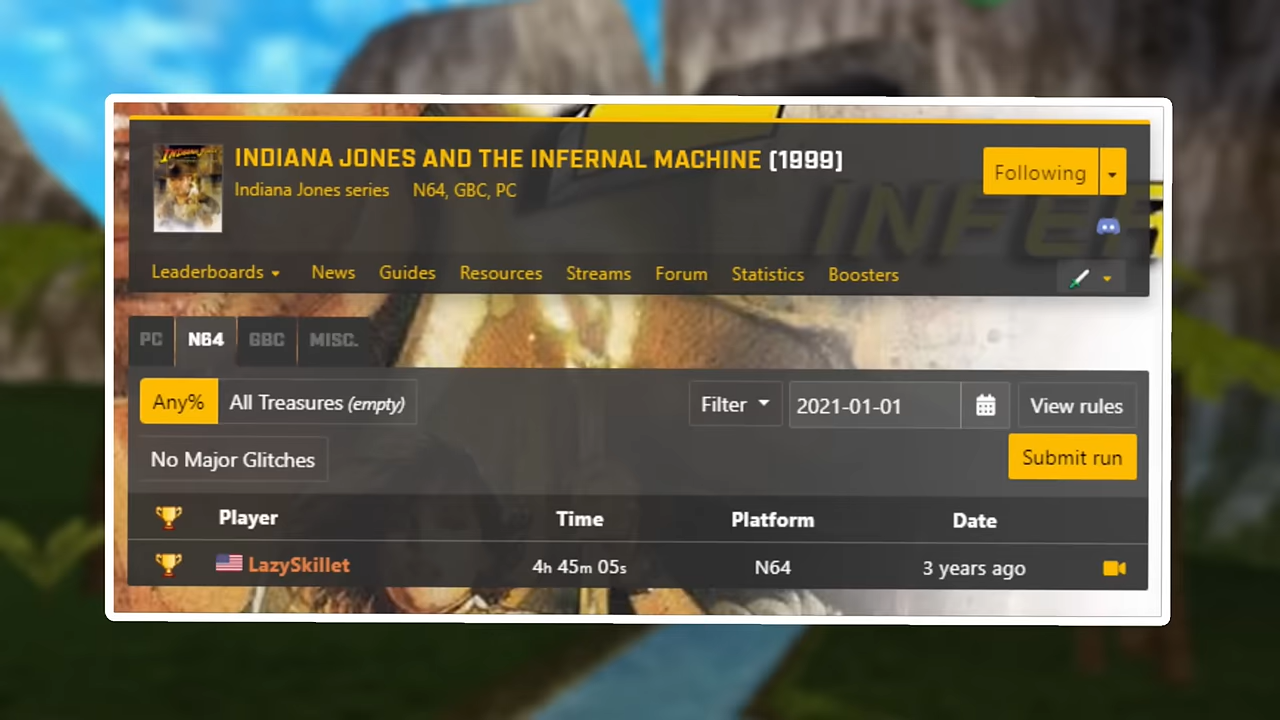 INDIANA JONES AND THE INFERNAL MACHINE [1999]
Indiana Jones series N64, GBC, PC
Following
INFER
Leaderboards News Guides Resources Streams Forum Statistics Boosters
PC N64 GBC MISC.
Any% All Treasures (empty) Filter 2021-01-01 View rules
No Major Glitches Submit run
Player Time Platform Date
LazySkillet 4h 45m 05s N64 3 years ago